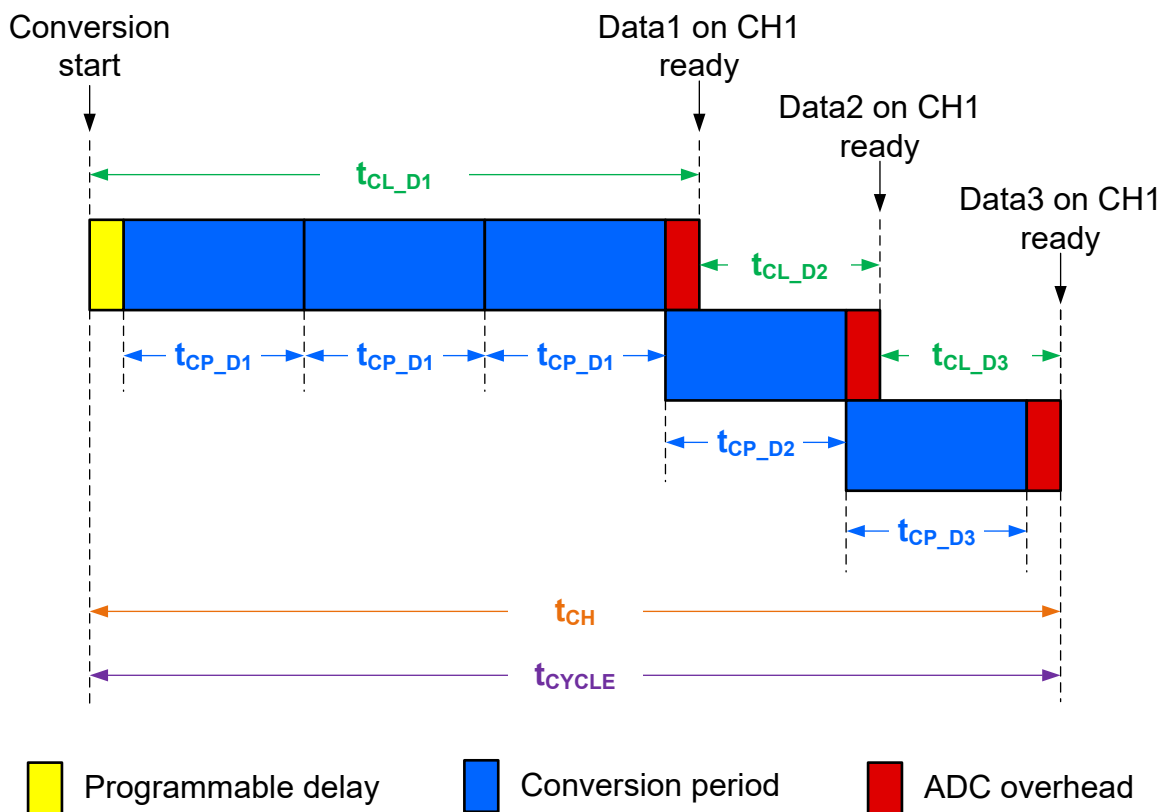 Conversion
start
Data1 on CH1
ready
Data2 on CH1
ready
Data3 on CH1
ready
tCL_D1
tCL_D2
tCL_D3
tCP_D1 tCP_D1 tCP_D1
tCP_D2
tCP_D3
tCH
tCYCLE
Programmable delay Conversion period ADC overhead